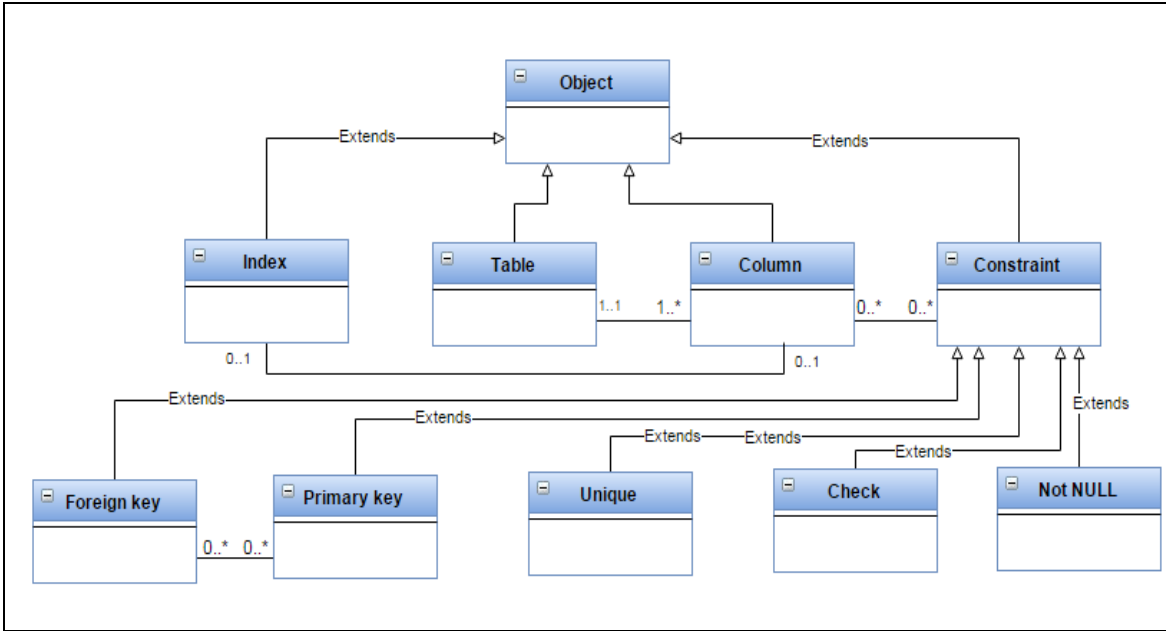 Object
Extends
Extends
Index
Table
Column
Constraint
1..1
1..*
0..*
0..*
0..1
0..1
Extends
Extends
Extends
Extends
Extends
Extends
Foreign key
Primary key
Unique
Check
Not NULL
0..*
0..*